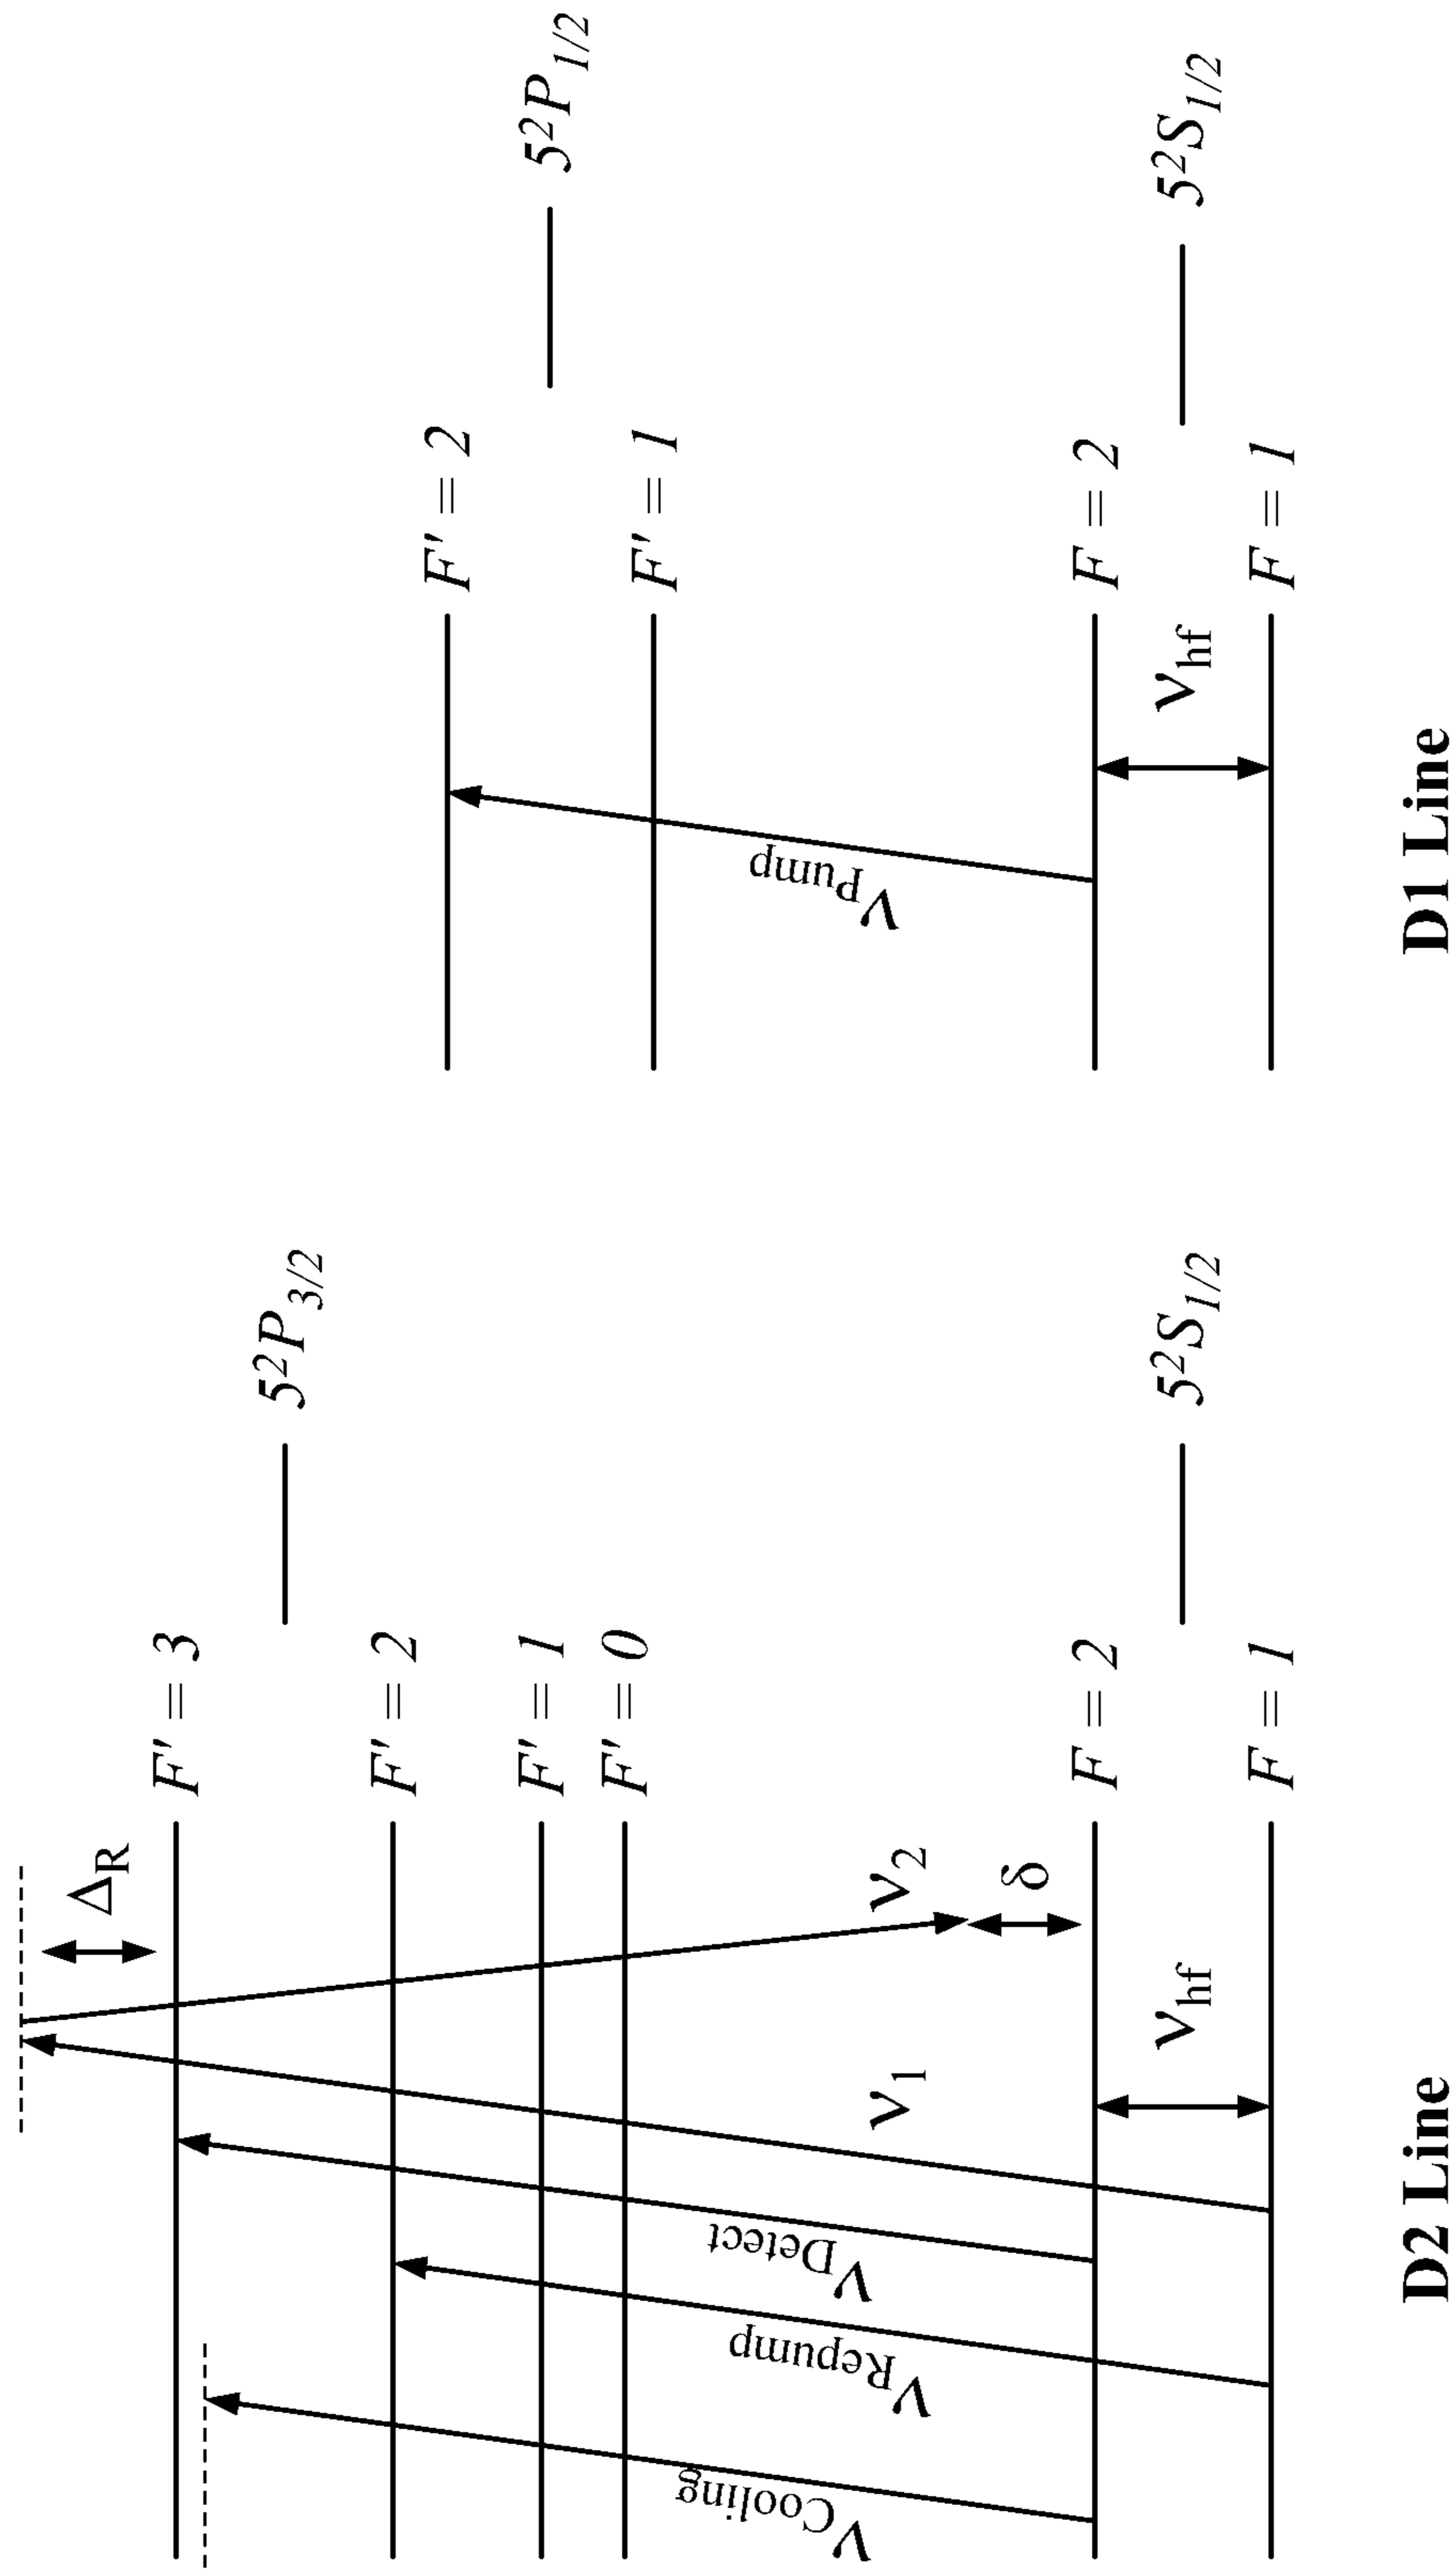 5²P3/2
F' = 3
F' = 2
F' = 1
F' = 0
ΔR
νCooling
νRepump
νDetect
ν1
ν2
δ
νhf
F = 2
F = 1
5²S1/2
D2 Line
5²P1/2
F' = 2
F' = 1
νPump
νhf
F = 2
F = 1
5²S1/2
D1 Line